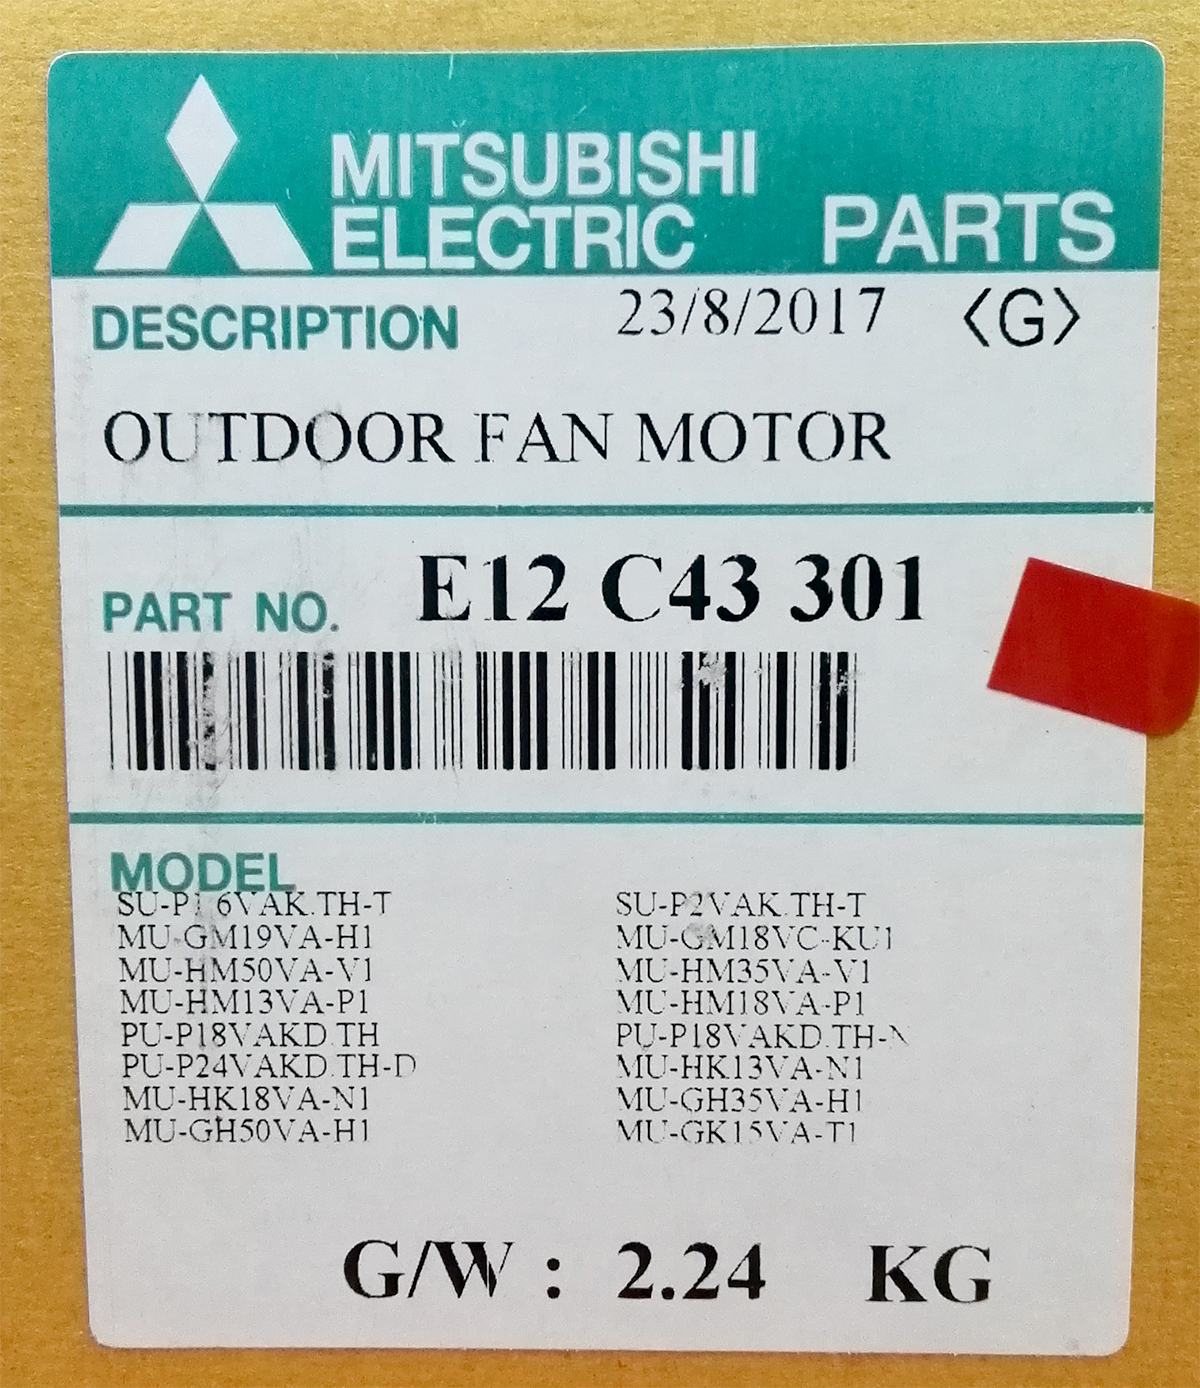 MITSUBISHI
ELECTRIC PARTS
DESCRIPTION 23/8/2017 〈G〉
OUTDOOR FAN MOTOR
PART NO. E12 C43 301
MODEL
SU-P1.6VAK.TH-T SU-P2VAK.TH-T
MU-GM19VA-H1 MU-GM18VC-KU1
MU-HM50VA-V1 MU-HM35VA-V1
MU-HM13VA-P1 MU-HM18VA-P1
PU-P18VAKD.TH PU-P18VAKD.TH-N
PU-P24VAKD.TH-D MU-HK13VA-N1
MU-HK18VA-N1 MU-GH35VA-H1
MU-GH50VA-H1 MU-GK15VA-T1
G/W : 2.24 KG